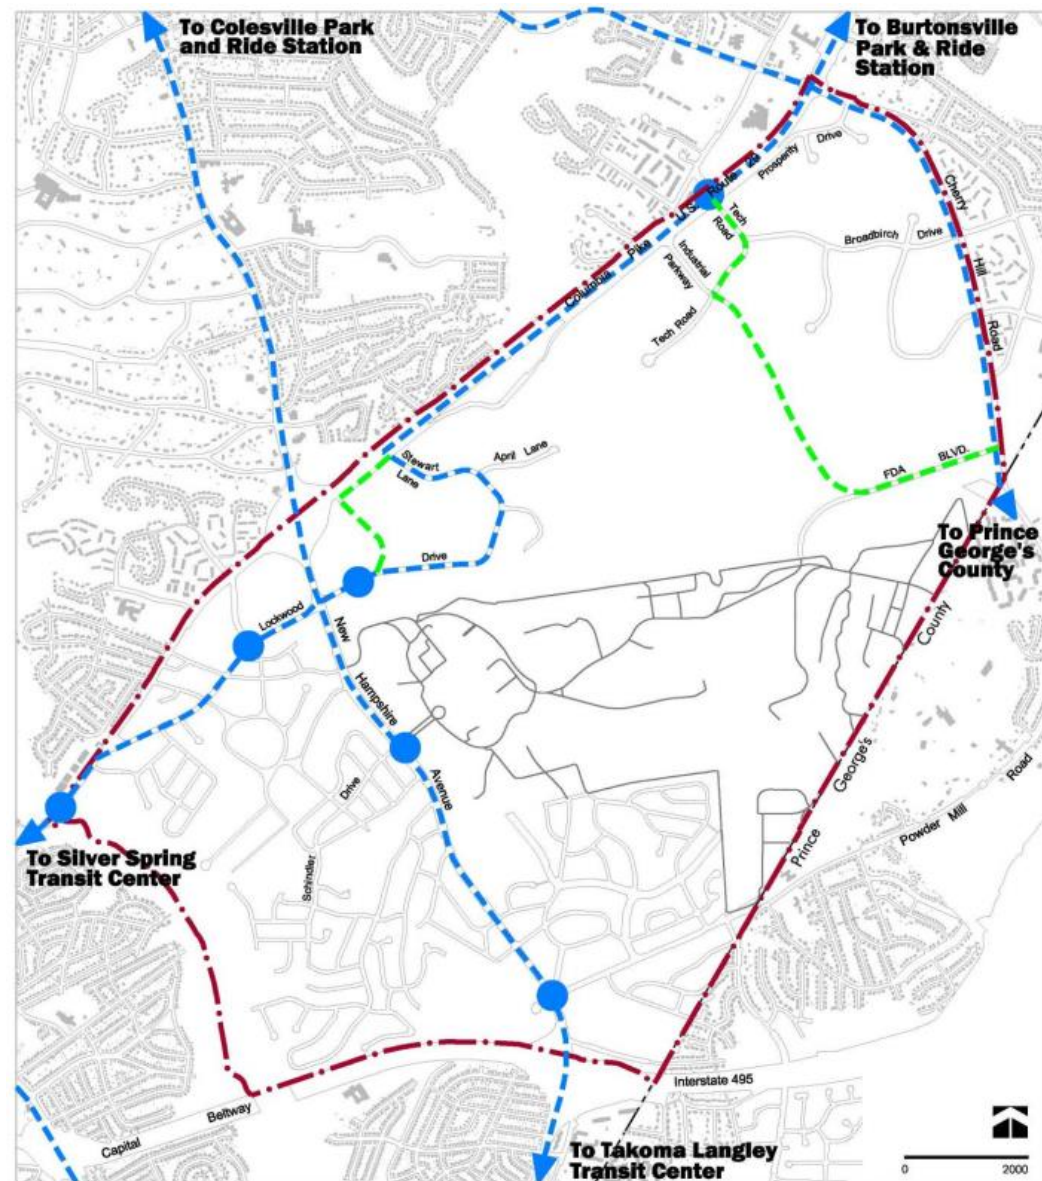 To Colesville Park
and Ride Station
To Burtonsville
Park & Ride
Station
Prosperity Drive
U.S. Route 29
Tech
Road
Cherry
Hill
Road
Broadbirch Drive
Industrial
Parkway
Columbia Pike
Tech Road
Stewart
Lane
April Lane
FDA BLVD.
To Prince
George's
County
Drive
Lockwood
New
Hampshire
Avenue
County
George's
Prince
Drive
Schindler
Powder Mill Road
To Silver Spring
Transit Center
Interstate 495
Capital Beltway
To Takoma Langley
Transit Center
0 2000